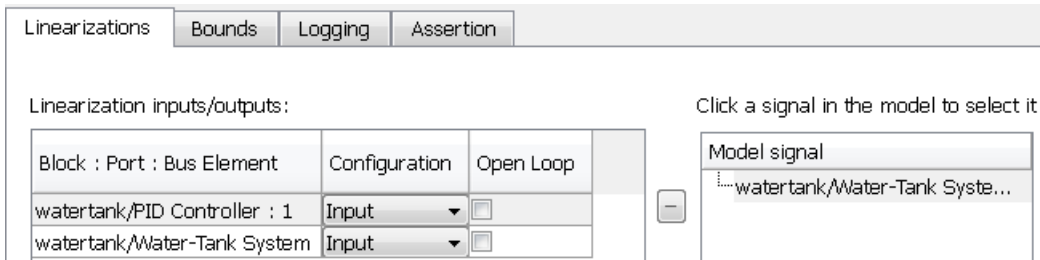 Linearizations Bounds Logging Assertion
Linearization inputs/outputs: Click a signal in the model to select it
Block : Port : Bus Element Configuration Open Loop Model signal
watertank/Water-Tank Syste...
watertank/PID Controller : 1 Input
watertank/Water-Tank System Input